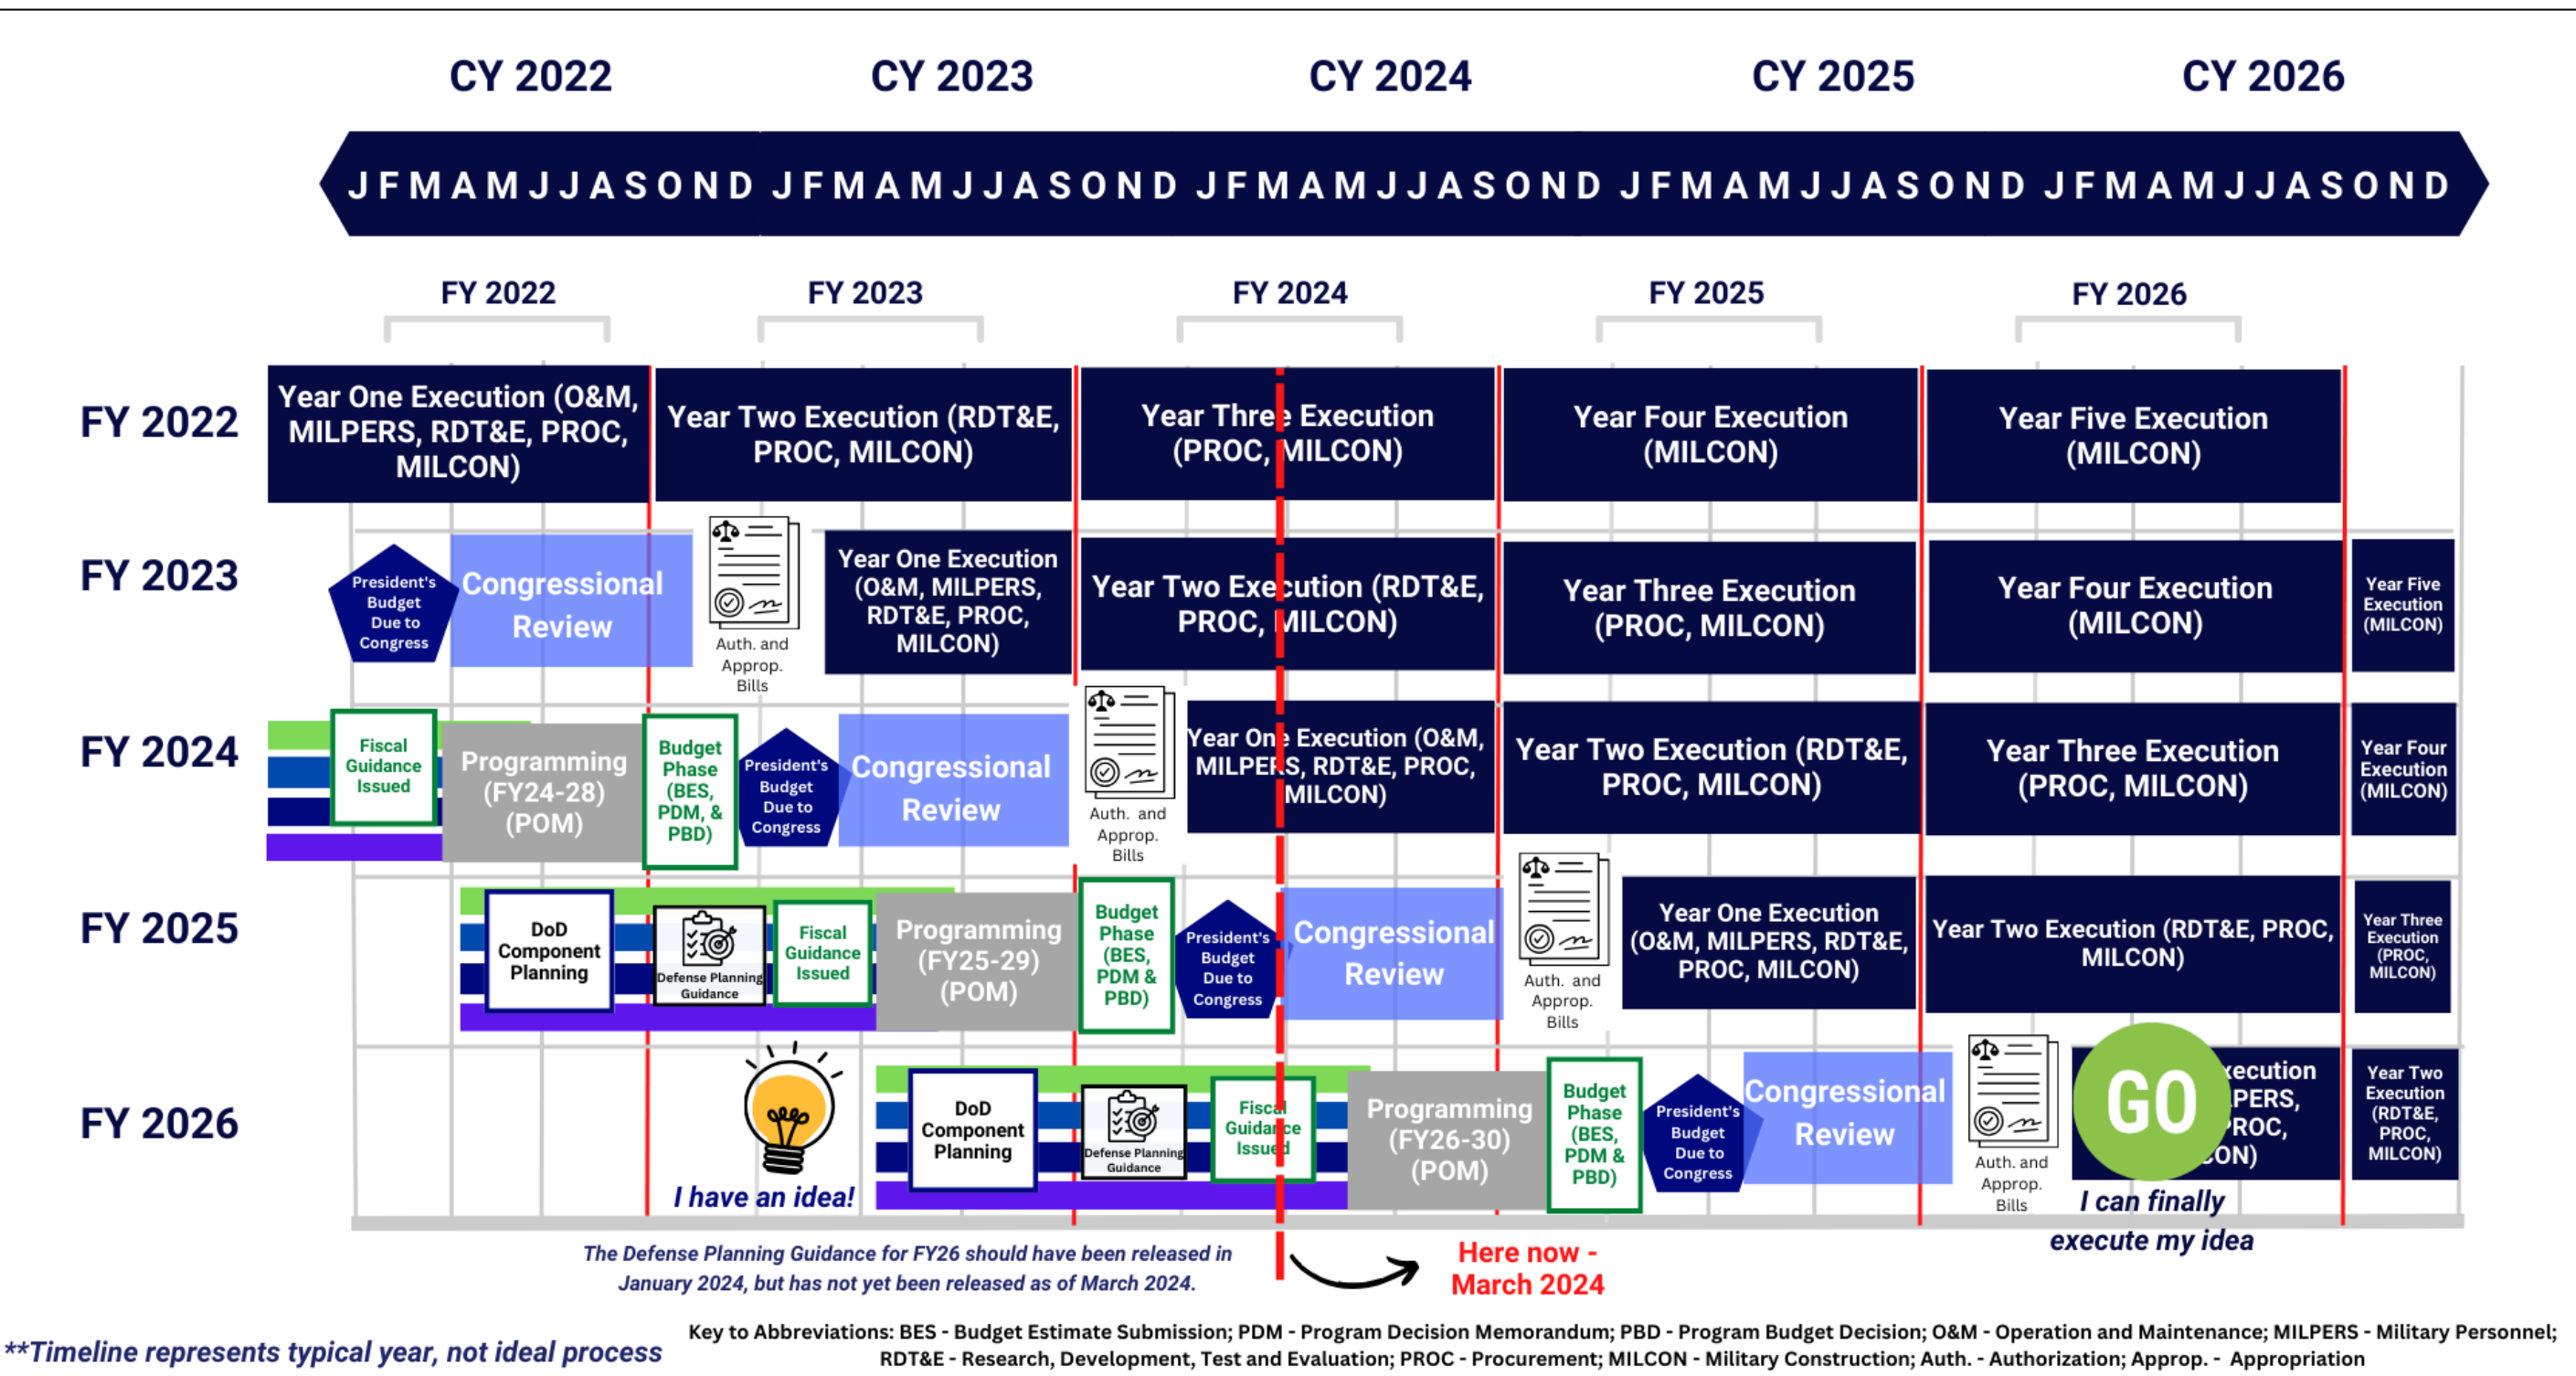 CY 2022 CY 2023 CY 2024 CY 2025 CY 2026
J F M A M J J A S O N D J F M A M J J A S O N D J F M A M J J A S O N D J F M A M J J A S O N D J F M A M J J A S O N D
FY 2022 FY 2023 FY 2024 FY 2025 FY 2026
FY 2022
Year One Execution (O&M,
MILPERS, RDT&E, PROC,
MILCON)
Year Two Execution (RDT&E,
PROC, MILCON)
Year Three Execution
(PROC, MILCON)
Year Four Execution
(MILCON)
Year Five Execution
(MILCON)
FY 2023
President's
Budget
Due to
Congress
Congressional
Review
Auth. and
Approp.
Bills
Year One Execution
(O&M, MILPERS,
RDT&E, PROC,
MILCON)
Year Two Execution (RDT&E,
PROC, MILCON)
Year Three Execution
(PROC, MILCON)
Year Four Execution
(MILCON)
Year Five
Execution
(MILCON)
FY 2024
Fiscal
Guidance
Issued
Programming
(FY24-28)
(POM)
Budget
Phase
(BES,
PDM, &
PBD)
President's
Budget
Due to
Congress
Congressional
Review
Auth. and
Approp.
Bills
Year One Execution (O&M,
MILPERS, RDT&E, PROC,
MILCON)
Year Two Execution (RDT&E,
PROC, MILCON)
Year Three Execution
(PROC, MILCON)
Year Four
Execution
(MILCON)
FY 2025
DoD
Component
Planning
Defense Planning
Guidance
Fiscal
Guidance
Issued
Programming
(FY25-29)
(POM)
Budget
Phase
(BES,
PDM &
PBD)
President's
Budget
Due to
Congress
Congressional
Review
Auth. and
Approp.
Bills
Year One Execution
(O&M, MILPERS, RDT&E,
PROC, MILCON)
Year Two Execution (RDT&E, PROC,
MILCON)
Year Three
Execution
(PROC,
MILCON)
FY 2026
I have an idea!
DoD
Component
Planning
Defense Planning
Guidance
Fiscal
Guidance
Issued
Programming
(FY26-30)
(POM)
Budget
Phase
(BES,
PDM &
PBD)
President's
Budget
Due to
Congress
Congressional
Review
Auth. and
Approp.
Bills
GO
I can finally
execute my idea
Year Two
Execution
(RDT&E,
PROC,
MILCON)
The Defense Planning Guidance for FY26 should have been released in
January 2024, but has not yet been released as of March 2024.
Here now -
March 2024
**Timeline represents typical year, not ideal process
Key to Abbreviations: BES - Budget Estimate Submission; PDM - Program Decision Memorandum; PBD - Program Budget Decision; O&M - Operation and Maintenance; MILPERS - Military Personnel;
RDT&E - Research, Development, Test and Evaluation; PROC - Procurement; MILCON - Military Construction; Auth. - Authorization; Approp. - Appropriation